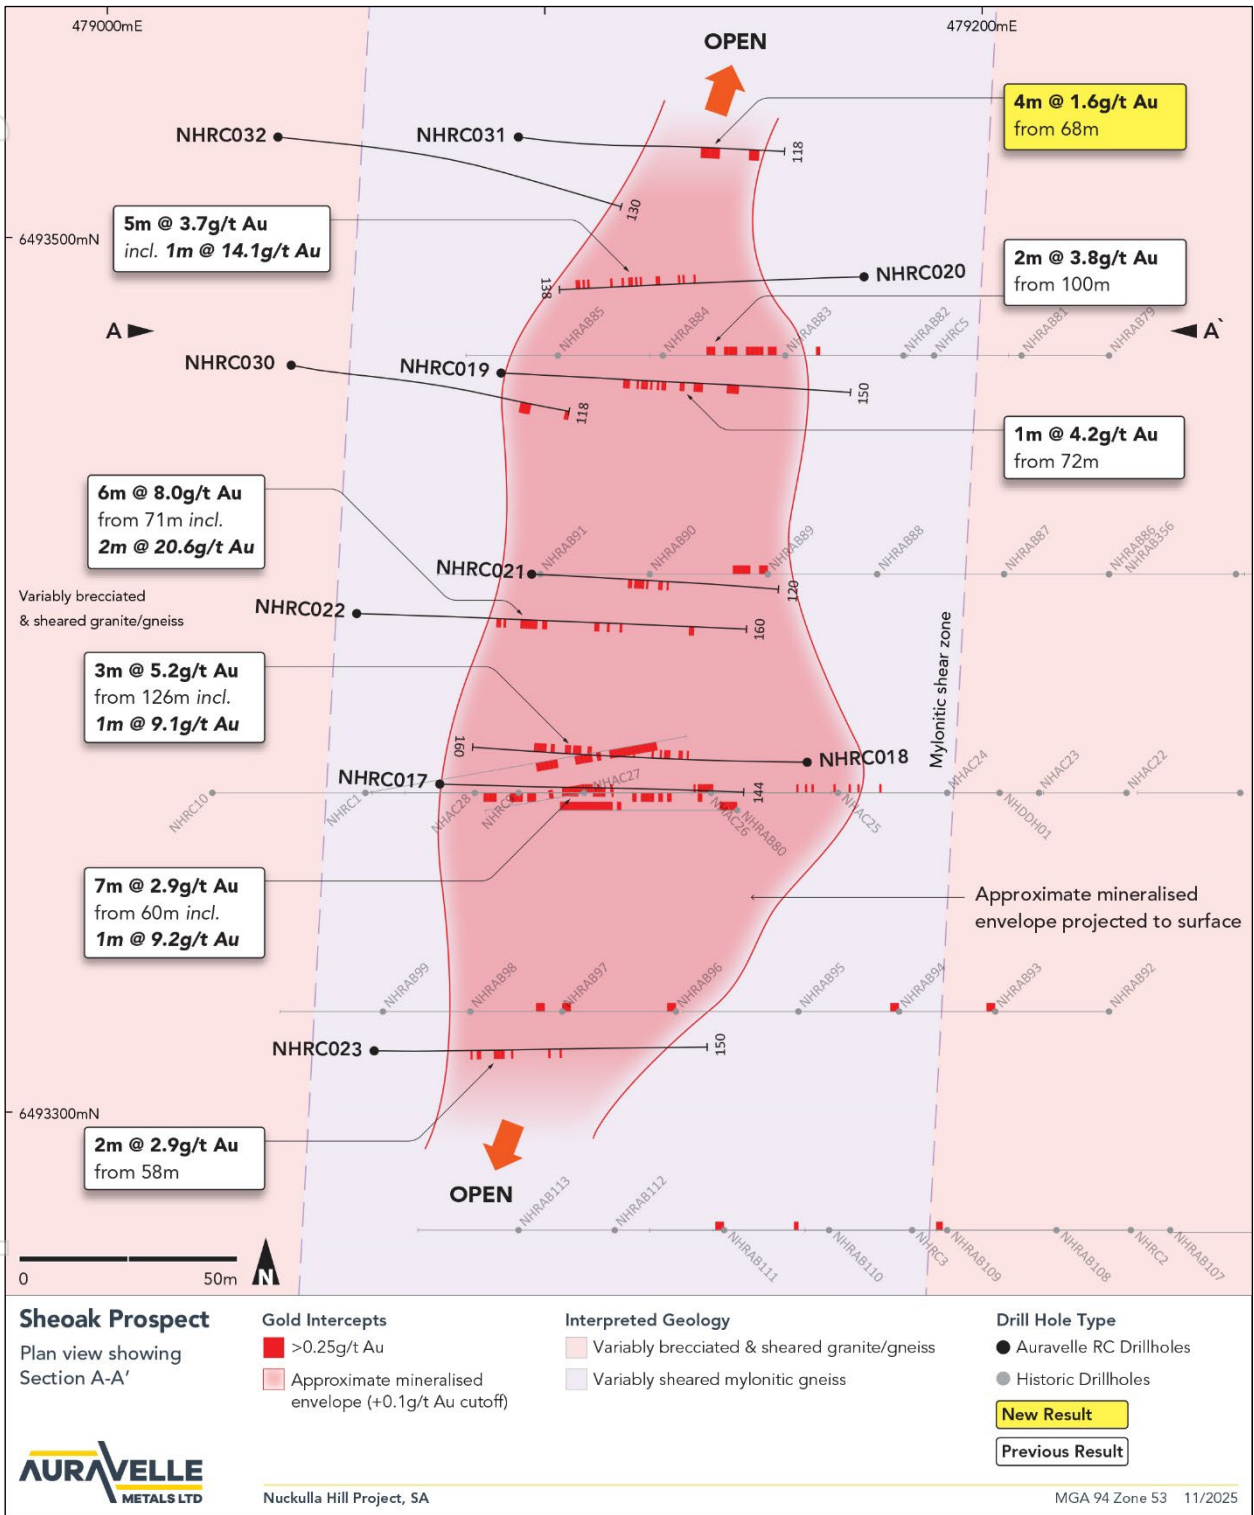 479000mE
479200mE
OPEN
4m @ 1.6g/t Au
from 68m
NHRC032
NHRC031
118
130
5m @ 3.7g/t Au
incl. 1m @ 14.1g/t Au
6493500mN
2m @ 3.8g/t Au
from 100m
138
NHRC020
A
A`
NHRAB85
NHRAB84
NHRAB83
NHRAB82
NHRC5
NHRAB81
NHRAB79
NHRC030
NHRC019
150
118
1m @ 4.2g/t Au
from 72m
6m @ 8.0g/t Au
from 71m incl.
2m @ 20.6g/t Au
NHRC021
NHRAB91
NHRAB90
NHRAB89
NHRAB88
NHRAB87
NHRAB86
NHRAB356
120
Variably brecciated
& sheared granite/gneiss
NHRC022
160
Mylonitic shear zone
3m @ 5.2g/t Au
from 126m incl.
1m @ 9.1g/t Au
160
NHRC018
NHRC017
144
NHRC10
NHRC1
NHAC28
NHAC27
NHAC26
NHRAB80
NHAC25
NHAC24
NHDDH01
NHAC23
NHAC22
7m @ 2.9g/t Au
from 60m incl.
1m @ 9.2g/t Au
Approximate mineralised
envelope projected to surface
NHRAB99
NHRAB98
NHRAB97
NHRAB96
NHRAB95
NHRAB94
NHRAB93
NHRAB92
NHRC023
150
6493300mN
2m @ 2.9g/t Au
from 58m
OPEN
NHRAB113
NHRAB112
NHRAB111
NHRAB110
NHRC3
NHRAB109
NHRAB108
NHRC2
NHRAB107
0
50m
N
Sheoak Prospect
Plan view showing
Section A-A’
Gold Intercepts
>0.25g/t Au
Approximate mineralised
envelope (+0.1g/t Au cutoff)
Interpreted Geology
Variably brecciated & sheared granite/gneiss
Variably sheared mylonitic gneiss
Drill Hole Type
Auravelle RC Drillholes
Historic Drillholes
New Result
Previous Result
AURAVELLE
METALS LTD
Nuckulla Hill Project, SA
MGA 94 Zone 53 11/2025